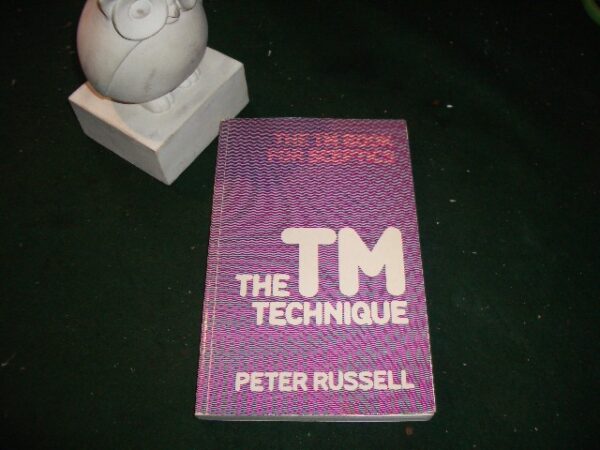 THE TM BOOK
FOR SCEPTICS
THE TM
TECHNIQUE
PETER RUSSELL